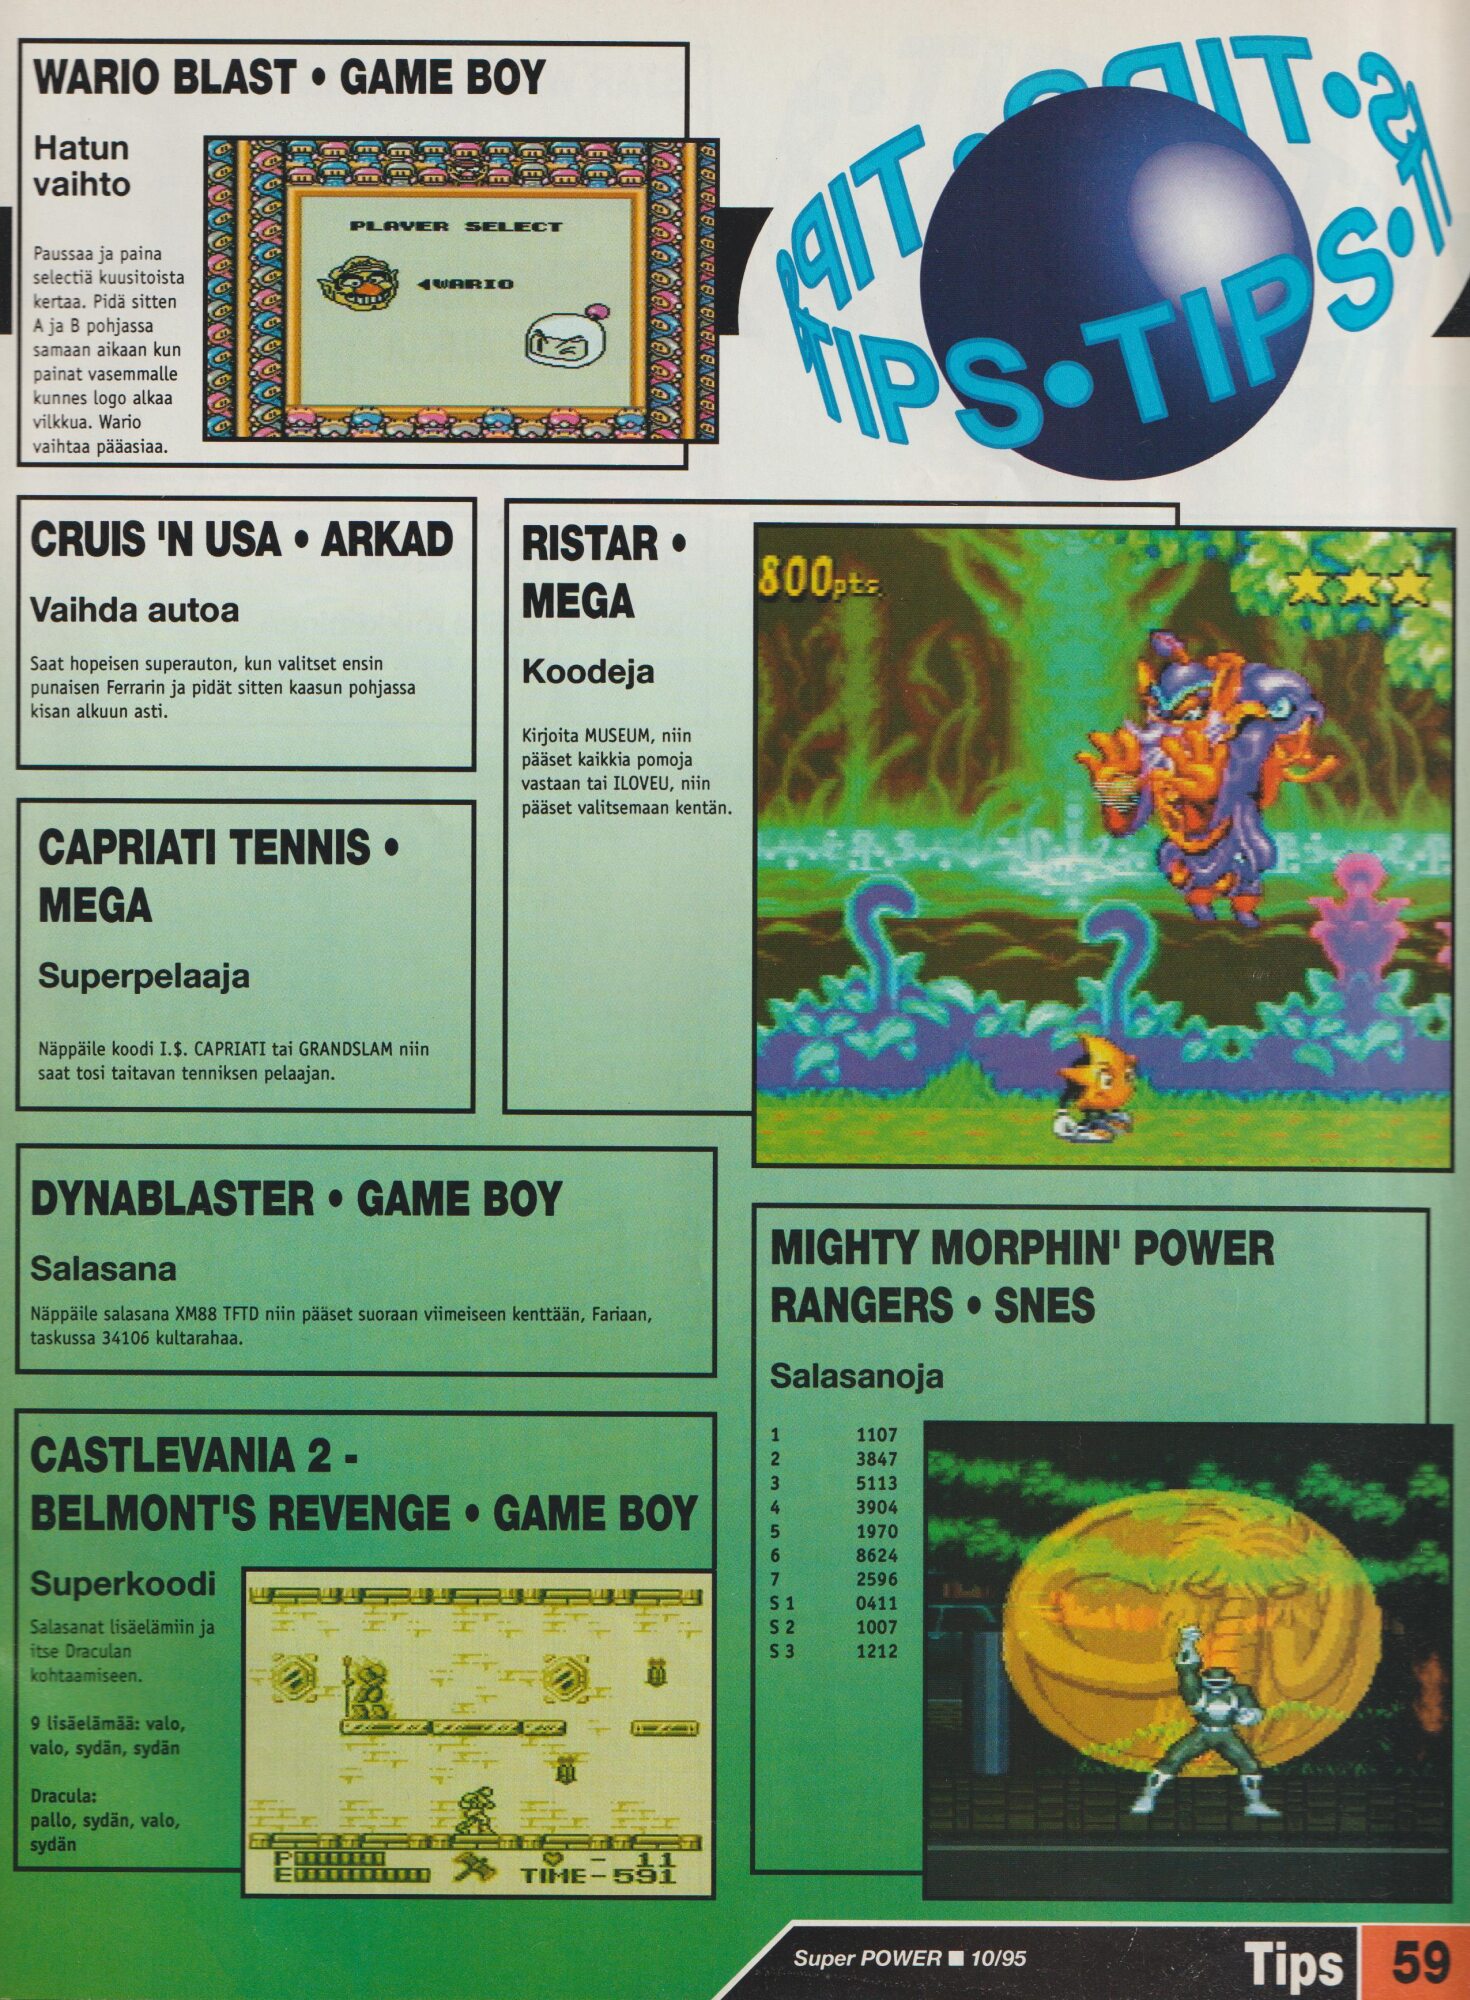 WARIO BLAST • GAME BOY
Hatun
vaihto
Paussaa ja paina
selectiä kuusitoista
kertaa. Pidä sitten
A ja B pohjassa
samaan aikaan kun
painat vasemmalle
kunnes logo alkaa
vilkkua. Wario
vaihtaa pääasiaa.
PLAYER SELECT
◄WARIO
TIPS•TIPS•TIPS•TIPS
CRUIS 'N USA • ARKAD
Vaihda autoa
Saat hopeisen superauton, kun valitset ensin
punaisen Ferrarin ja pidät sitten kaasun pohjassa
kisan alkuun asti.
CAPRIATI TENNIS •
MEGA
Superpelaaja
Näppäile koodi I.$. CAPRIATI tai GRANDSLAM niin
saat tosi taitavan tenniksen pelaajan.
RISTAR •
MEGA
Koodeja
Kirjoita MUSEUM, niin
pääset kaikkia pomoja
vastaan tai ILOVEU, niin
pääset valitsemaan kentän.
800pts.
DYNABLASTER • GAME BOY
Salasana
Näppäile salasana XM88 TFTD niin pääset suoraan viimeiseen kenttään, Fariaan,
taskussa 34106 kultarahaa.
CASTLEVANIA 2 -
BELMONT'S REVENGE • GAME BOY
Superkoodi
Salasanat lisäelämiin ja
itse Draculan
kohtaamiseen.
9 lisäelämää: valo,
valo, sydän, sydän
Dracula:
pallo, sydän, valo,
sydän
P - 11
E TIME-591
MIGHTY MORPHIN' POWER
RANGERS • SNES
Salasanoja
1 1107
2 3847
3 5113
4 3904
5 1970
6 8624
7 2596
S 1 0411
S 2 1007
S 3 1212
Super POWER ■ 10/95
Tips 59